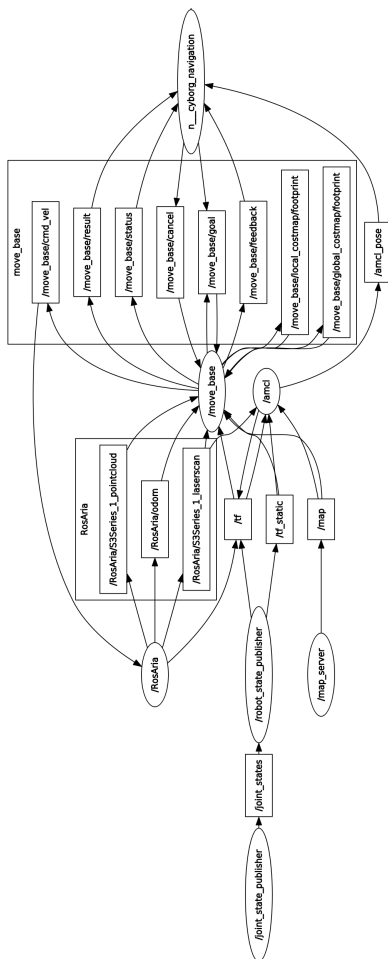 n__cyborg_navigation
move_base
/move_base/cmd_vel
/move_base/result
/move_base/status
/move_base/cancel
/move_base/goal
/move_base/feedback
/move_base/local_costmap/footprint
/move_base/global_costmap/footprint
/amcl_pose
/move_base
/amcl
RosAria
/RosAria/S3Series_1_pointcloud
/RosAria/odom
/RosAria/S3Series_1_laserscan
/tf
/tf_static
/map
/RosAria
/robot_state_publisher
/map_server
/joint_states
/joint_state_publisher